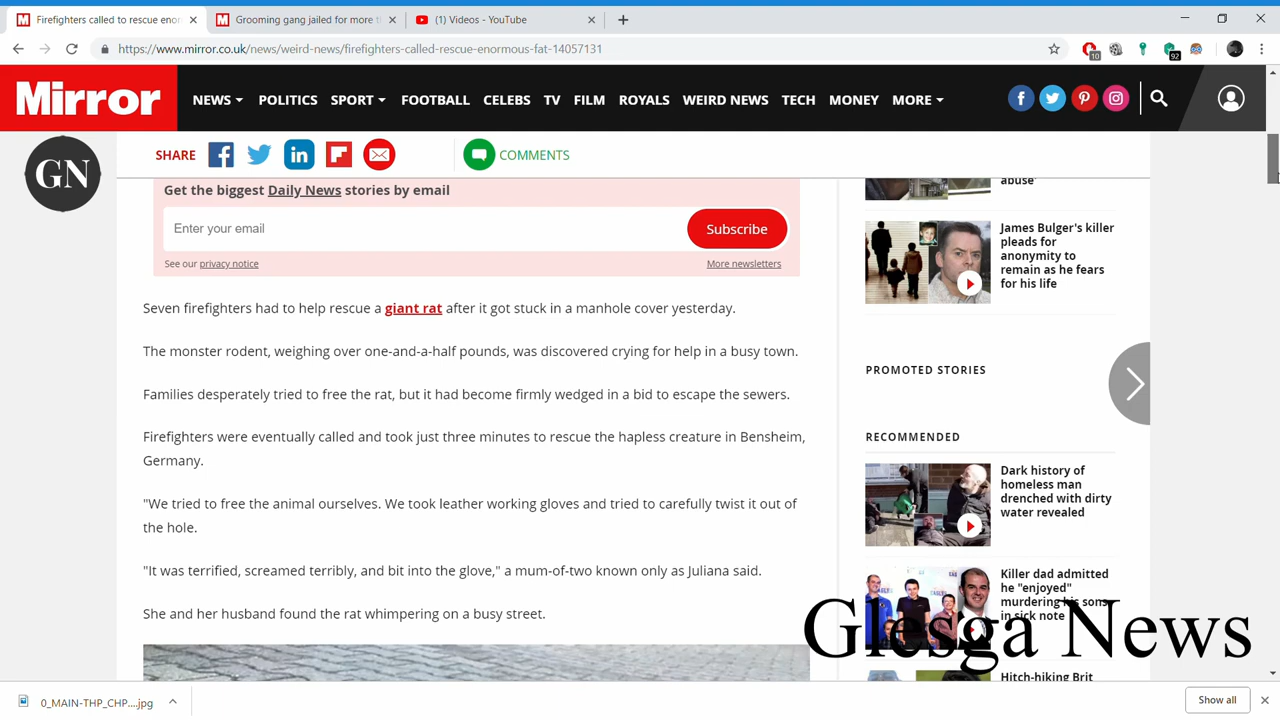 Firefighters called to rescue eno
Grooming gang jailed for more t
(1) Videos - YouTube
https://www.mirror.co.uk/news/weird-news/firefighters-called-rescue-enormous-fat-14057131
10
92
Mirror
NEWS
POLITICS
SPORT
FOOTBALL
CELEBS
TV
FILM
ROYALS
WEIRD NEWS
TECH
MONEY
MORE
GN
SHARE
COMMENTS
Get the biggest Daily News stories by email
Enter your email
Subscribe
See our privacy notice
More newsletters
Seven firefighters had to help rescue a giant rat after it got stuck in a manhole cover yesterday.
The monster rodent, weighing over one-and-a-half pounds, was discovered crying for help in a busy town.
Families desperately tried to free the rat, but it had become firmly wedged in a bid to escape the sewers.
Firefighters were eventually called and took just three minutes to rescue the hapless creature in Bensheim,
Germany.
"We tried to free the animal ourselves. We took leather working gloves and tried to carefully twist it out of
the hole.
"It was terrified, screamed terribly, and bit into the glove," a mum-of-two known only as Juliana said.
She and her husband found the rat whimpering on a busy street.
abuse'
James Bulger's killer
pleads for
anonymity to
remain as he fears
for his life
PROMOTED STORIES
RECOMMENDED
Dark history of
homeless man
drenched with dirty
water revealed
Killer dad admitted
he "enjoyed"
murdering his sons
in sick note
Hitch-hiking Brit
Glesga News
0_MAIN-THP_CHP....jpg
Show all